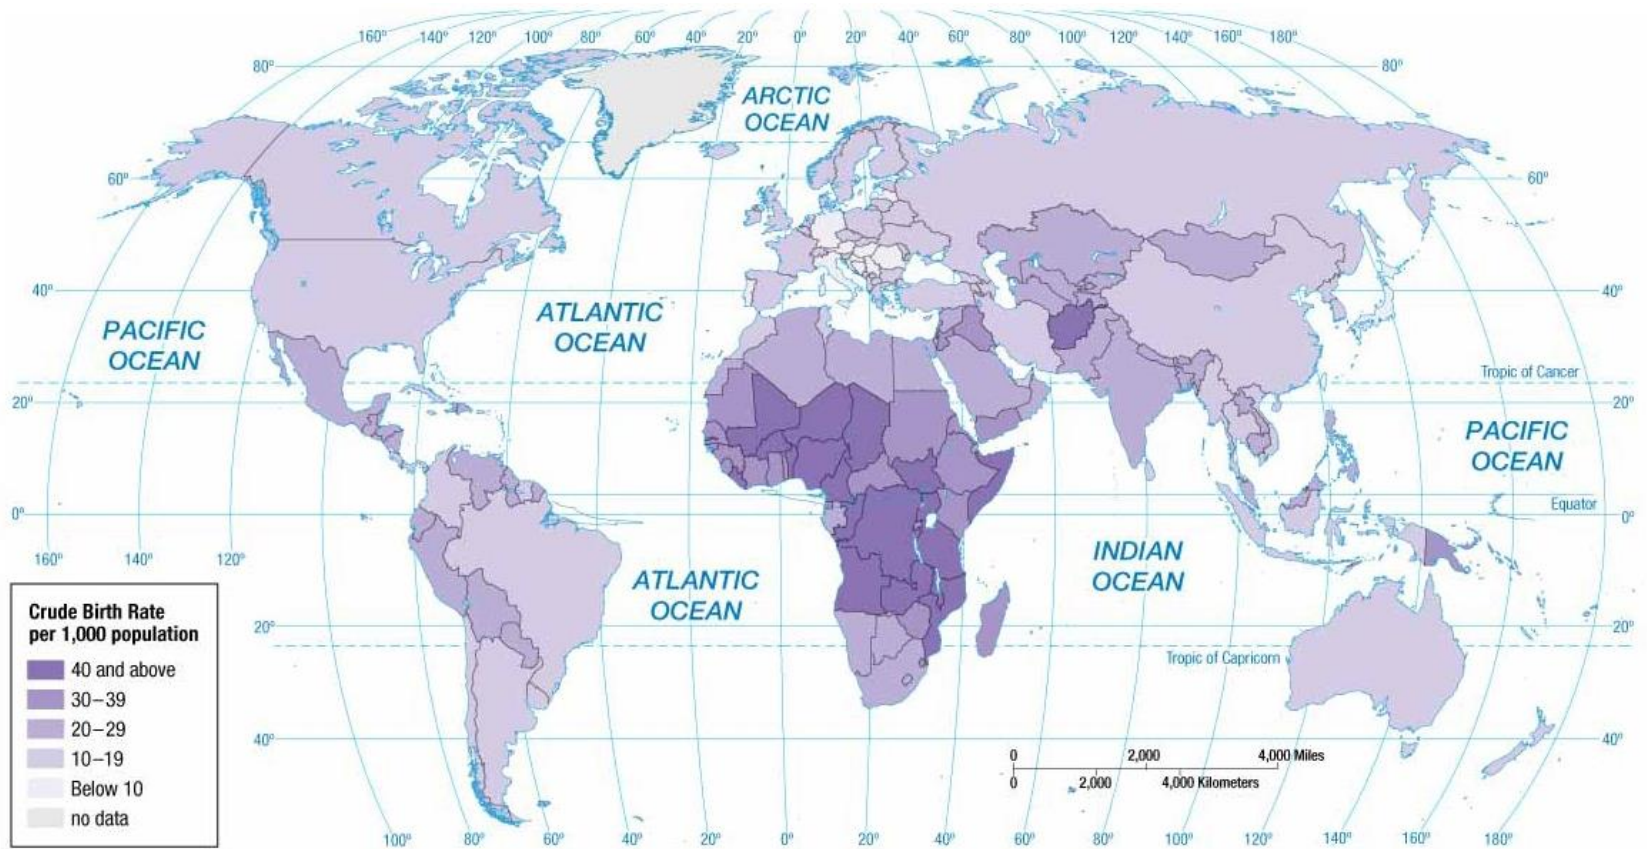 160° 140° 120° 100° 80° 60° 40° 20° 0° 20° 40° 60° 80° 100° 120° 140° 160° 180°
80° 80°
ARCTIC
OCEAN
60° 60°
40° 40°
PACIFIC
OCEAN
ATLANTIC
OCEAN
Tropic of Cancer
20° 20°
PACIFIC
OCEAN
Equator
0° 0°
160° 140° 120°
INDIAN
OCEAN
ATLANTIC
OCEAN
20° 20°
Tropic of Capricorn
40° 40°
Crude Birth Rate
per 1,000 population
40 and above
30–39
20–29
10–19
Below 10
no data
0 2,000 4,000 Miles
0 2,000 4,000 Kilometers
100° 80° 60° 40° 20° 0° 20° 40° 60° 80° 100° 120° 140° 160° 180°